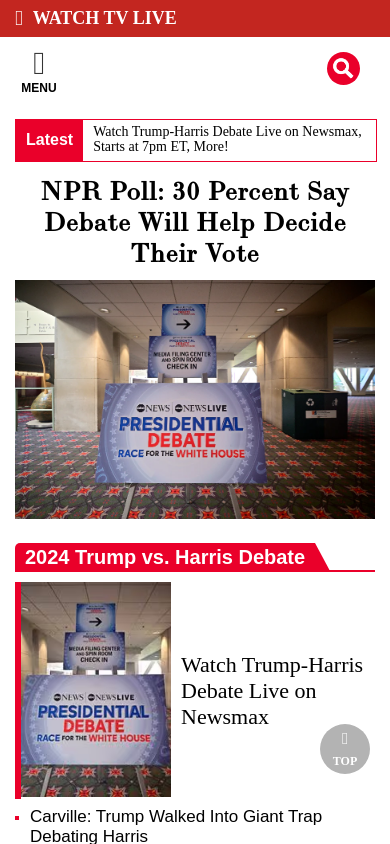 WATCH TV LIVE
MENU
Latest
Watch Trump-Harris Debate Live on Newsmax,
Starts at 7pm ET, More!
NPR Poll: 30 Percent Say
Debate Will Help Decide
Their Vote
MEDIA FILING CENTER
AND SPIN ROOM
CHECK IN
abc NEWS abc NEWS LIVE
PRESIDENTIAL
DEBATE
RACE FOR THE WHITE HOUSE
2024 Trump vs. Harris Debate
MEDIA FILING CENTER
AND SPIN ROOM
CHECK IN
abc NEWS abc NEWS LIVE
PRESIDENTIAL
DEBATE
RACE FOR THE WHITE HOUSE
Watch Trump-Harris
Debate Live on
Newsmax
TOP
Carville: Trump Walked Into Giant Trap
Debating Harris